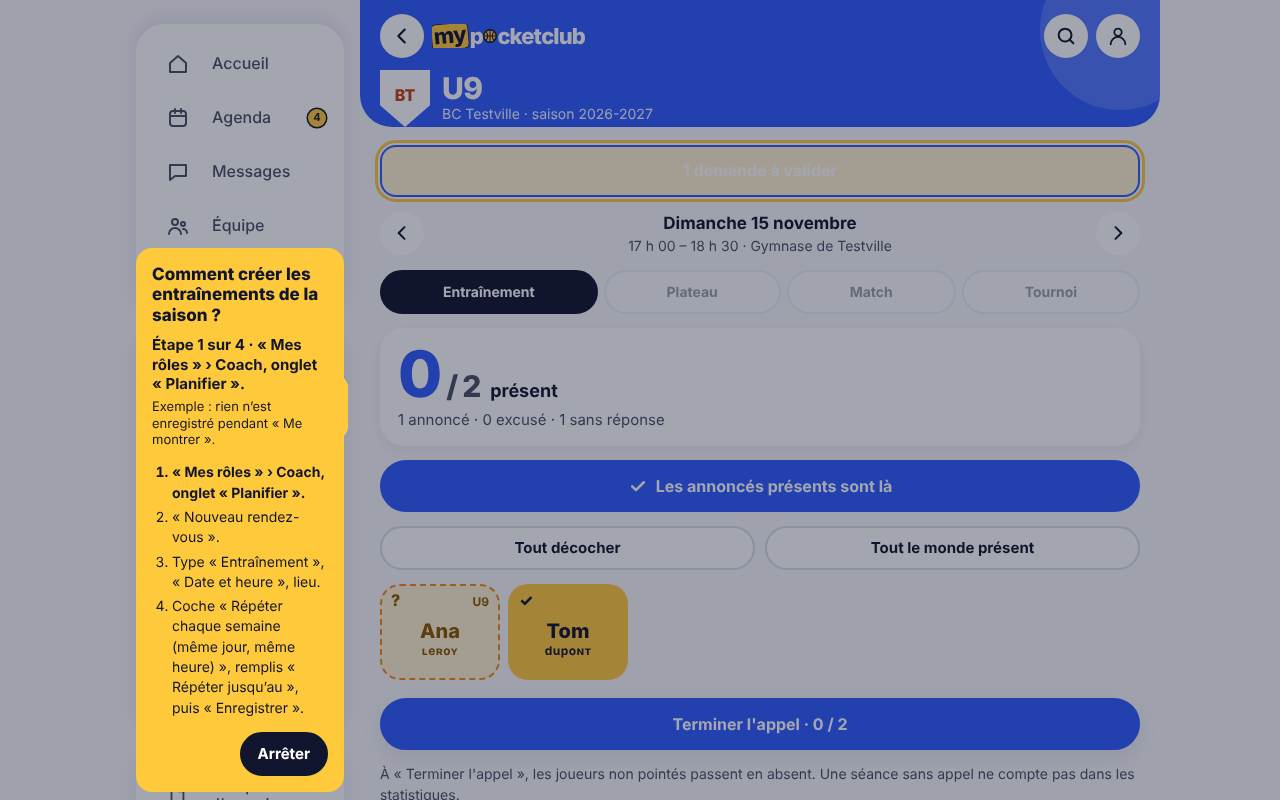 Accueil
Agenda
4
Messages
Équipe
Comment créer les
entraînements de la
saison ?
Étape 1 sur 4 · « Mes
rôles » › Coach, onglet
« Planifier ».
Exemple : rien n’est
enregistré pendant « Me
montrer ».
1. « Mes rôles » › Coach,
onglet « Planifier ».
2. « Nouveau rendez-
vous ».
3. Type « Entraînement »,
« Date et heure », lieu.
4. Coche « Répéter
chaque semaine
(même jour, même
heure) », remplis «
Répéter jusqu’au »,
puis « Enregistrer ».
Arrêter
mypocketclub
BT
U9
BC Testville · saison 2026-2027
1 demande à valider
Dimanche 15 novembre
17 h 00 – 18 h 30 · Gymnase de Testville
Entraînement
Plateau
Match
Tournoi
0 / 2 présent
1 annoncé · 0 excusé · 1 sans réponse
Les annoncés présents sont là
Tout décocher
Tout le monde présent
? U9
Ana
LEROY
Tom
DUPONT
Terminer l'appel · 0 / 2
À « Terminer l'appel », les joueurs non pointés passent en absent. Une séance sans appel ne compte pas dans les
statistiques.